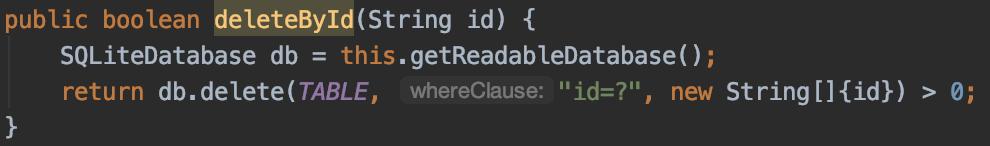 public boolean deleteById(String id) {
SQLiteDatabase db = this.getReadableDatabase();
return db.delete(TABLE, whereClause: "id=?", new String[]{id}) > 0;
}